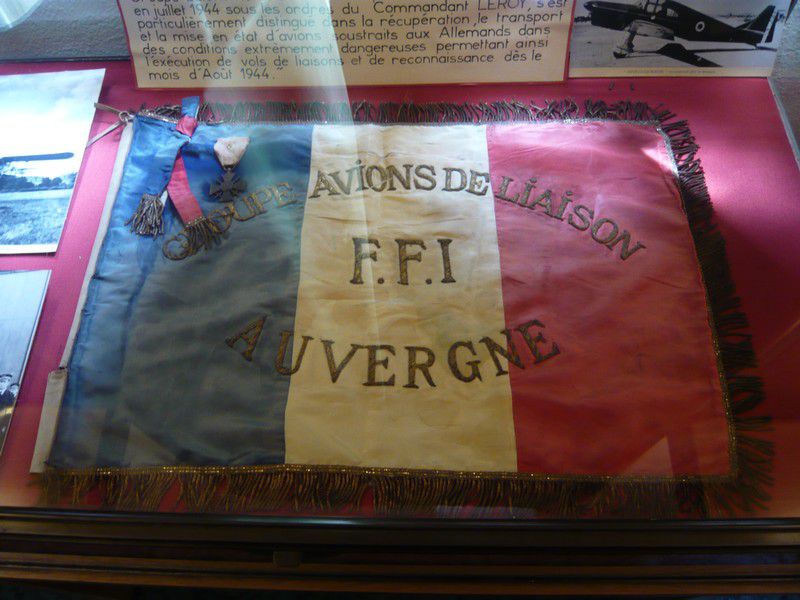 en juillet 1944 sous les ordres du Commandant LEROY, s'est
particulièrement distingué dans la récupération, le transport
et la mise en état d'avions soustraits aux Allemands dans
des conditions extrêmement dangereuses permettant ainsi
l'exécution de vols de liaisons et de reconnaissance dès le
mois d'Août 1944."
GROUPE AVIONS DE LIAISON
F.F.I
AUVERGNE